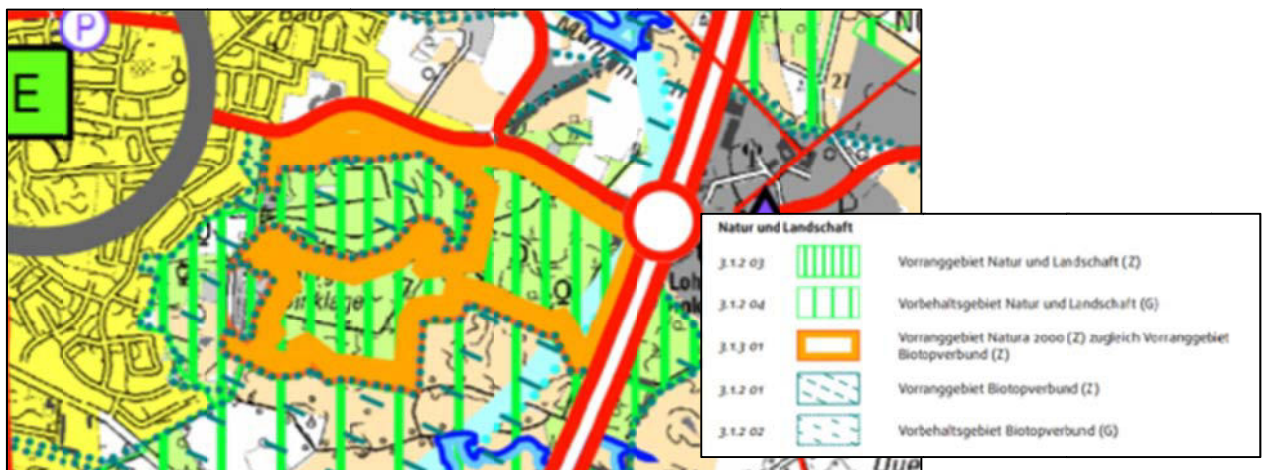 P
Bad
E
Natur und Landschaft
3.1.2 03 Vorranggebiet Natur und Landschaft (Z)
3.1.2 04 Vorbehaltsgebiet Natur und Landschaft (G)
3.1.3 01 Vorranggebiet Natura 2000 (Z) zugleich Vorranggebiet
Biotopverbund (Z)
3.1.2 01 Vorranggebiet Biotopverbund (Z)
3.1.2 02 Vorbehaltsgebiet Biotopverbund (G)